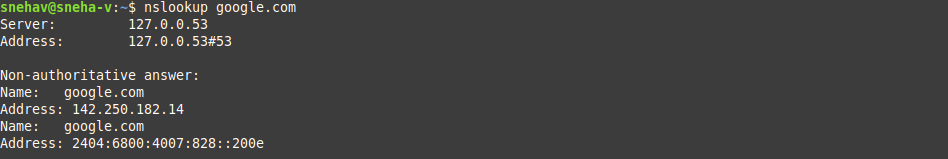 snehav@sneha-v:~$ nslookup google.com
Server:		127.0.0.53
Address:	127.0.0.53#53

Non-authoritative answer:
Name:	google.com
Address: 142.250.182.14
Name:	google.com
Address: 2404:6800:4007:828::200e